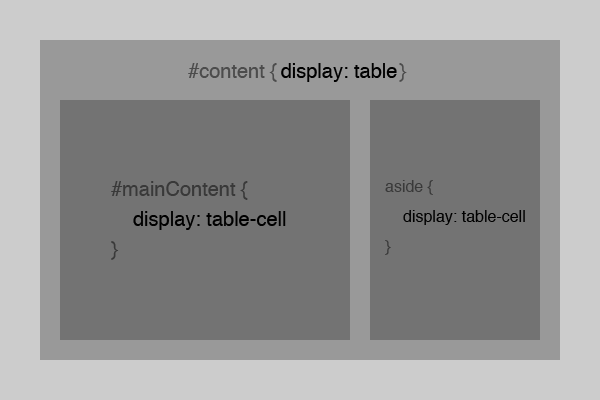 #content { display: table }
#mainContent {
display: table-cell
}
aside {
display: table-cell
}